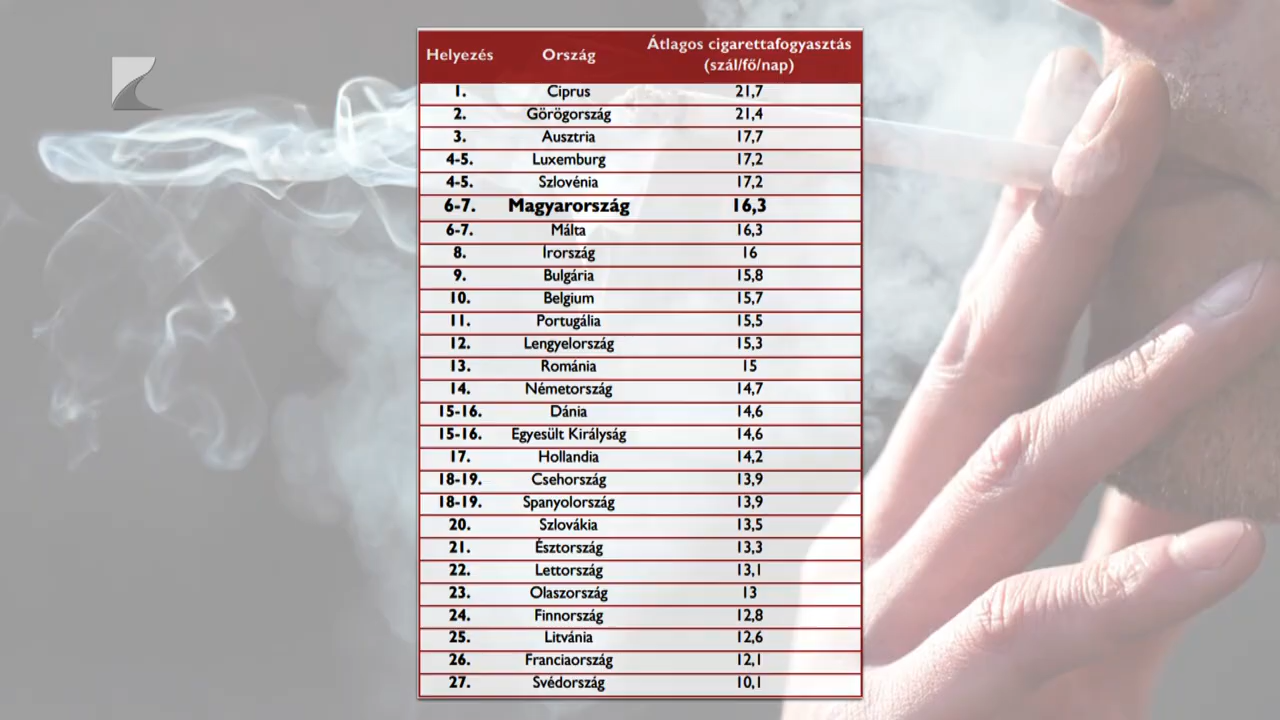 Helyezés Ország Átlagos cigarettafogyasztás (szál/fő/nap)
1. Ciprus 21,7
2. Görögország 21,4
3. Ausztria 17,7
4-5. Luxemburg 17,2
4-5. Szlovénia 17,2
6-7. Magyarország 16,3
6-7. Málta 16,3
8. Írország 16
9. Bulgária 15,8
10. Belgium 15,7
11. Portugália 15,5
12. Lengyelország 15,3
13. Románia 15
14. Németország 14,7
15-16. Dánia 14,6
15-16. Egyesült Királyság 14,6
17. Hollandia 14,2
18-19. Csehország 13,9
18-19. Spanyolország 13,9
20. Szlovákia 13,5
21. Észtország 13,3
22. Lettország 13,1
23. Olaszország 13
24. Finnország 12,8
25. Litvánia 12,6
26. Franciaország 12,1
27. Svédország 10,1